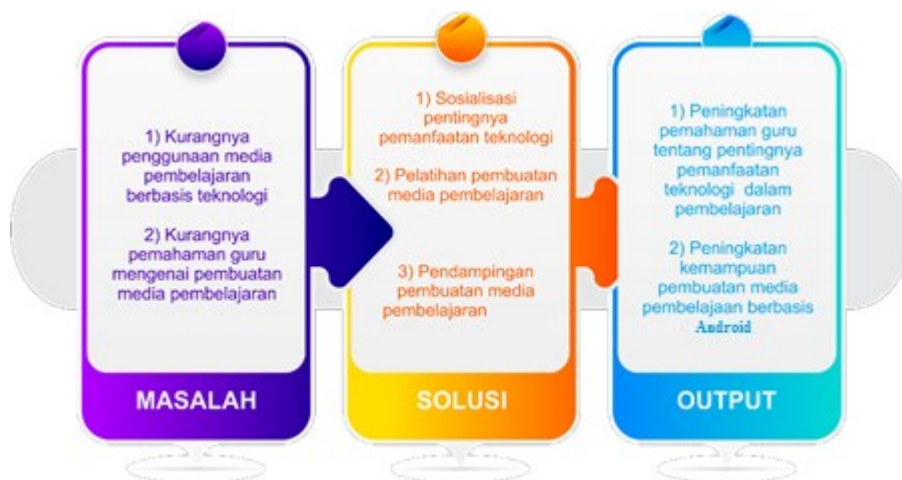 1) Kurangnya
penggunaan media
pembelajaran
berbasis teknologi
2) Kurangnya
pemahaman guru
mengenai pembuatan
media pembelajaran
MASALAH
1) Sosialisasi
pentingnya
pemanfaatan teknologi
2) Pelatihan pembuatan
media pembelajaran
3) Pendampingan
pembuatan media
pembelajaran
SOLUSI
1) Peningkatan
pemahaman guru
tentang pentingnya
pemanfaatan
teknologi dalam
pembelajaran
2) Peningkatan
kemampuan
pembuatan media
pembelajaan berbasis
Android
OUTPUT